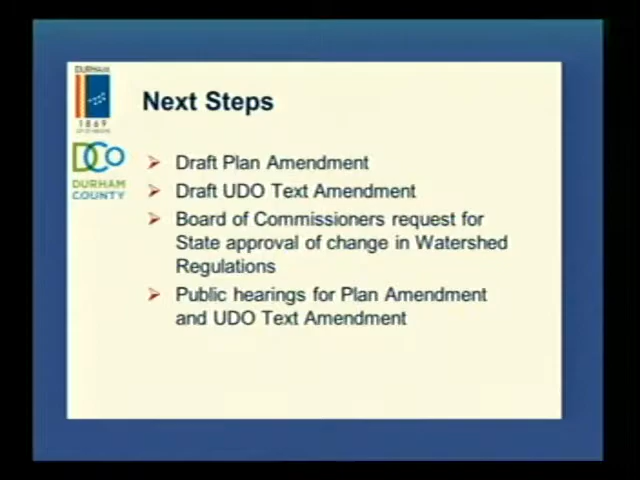 DURHAM
1869
DCO
DURHAM
COUNTY
Next Steps
Draft Plan Amendment
Draft UDO Text Amendment
Board of Commissioners request for
State approval of change in Watershed
Regulations
Public hearings for Plan Amendment
and UDO Text Amendment